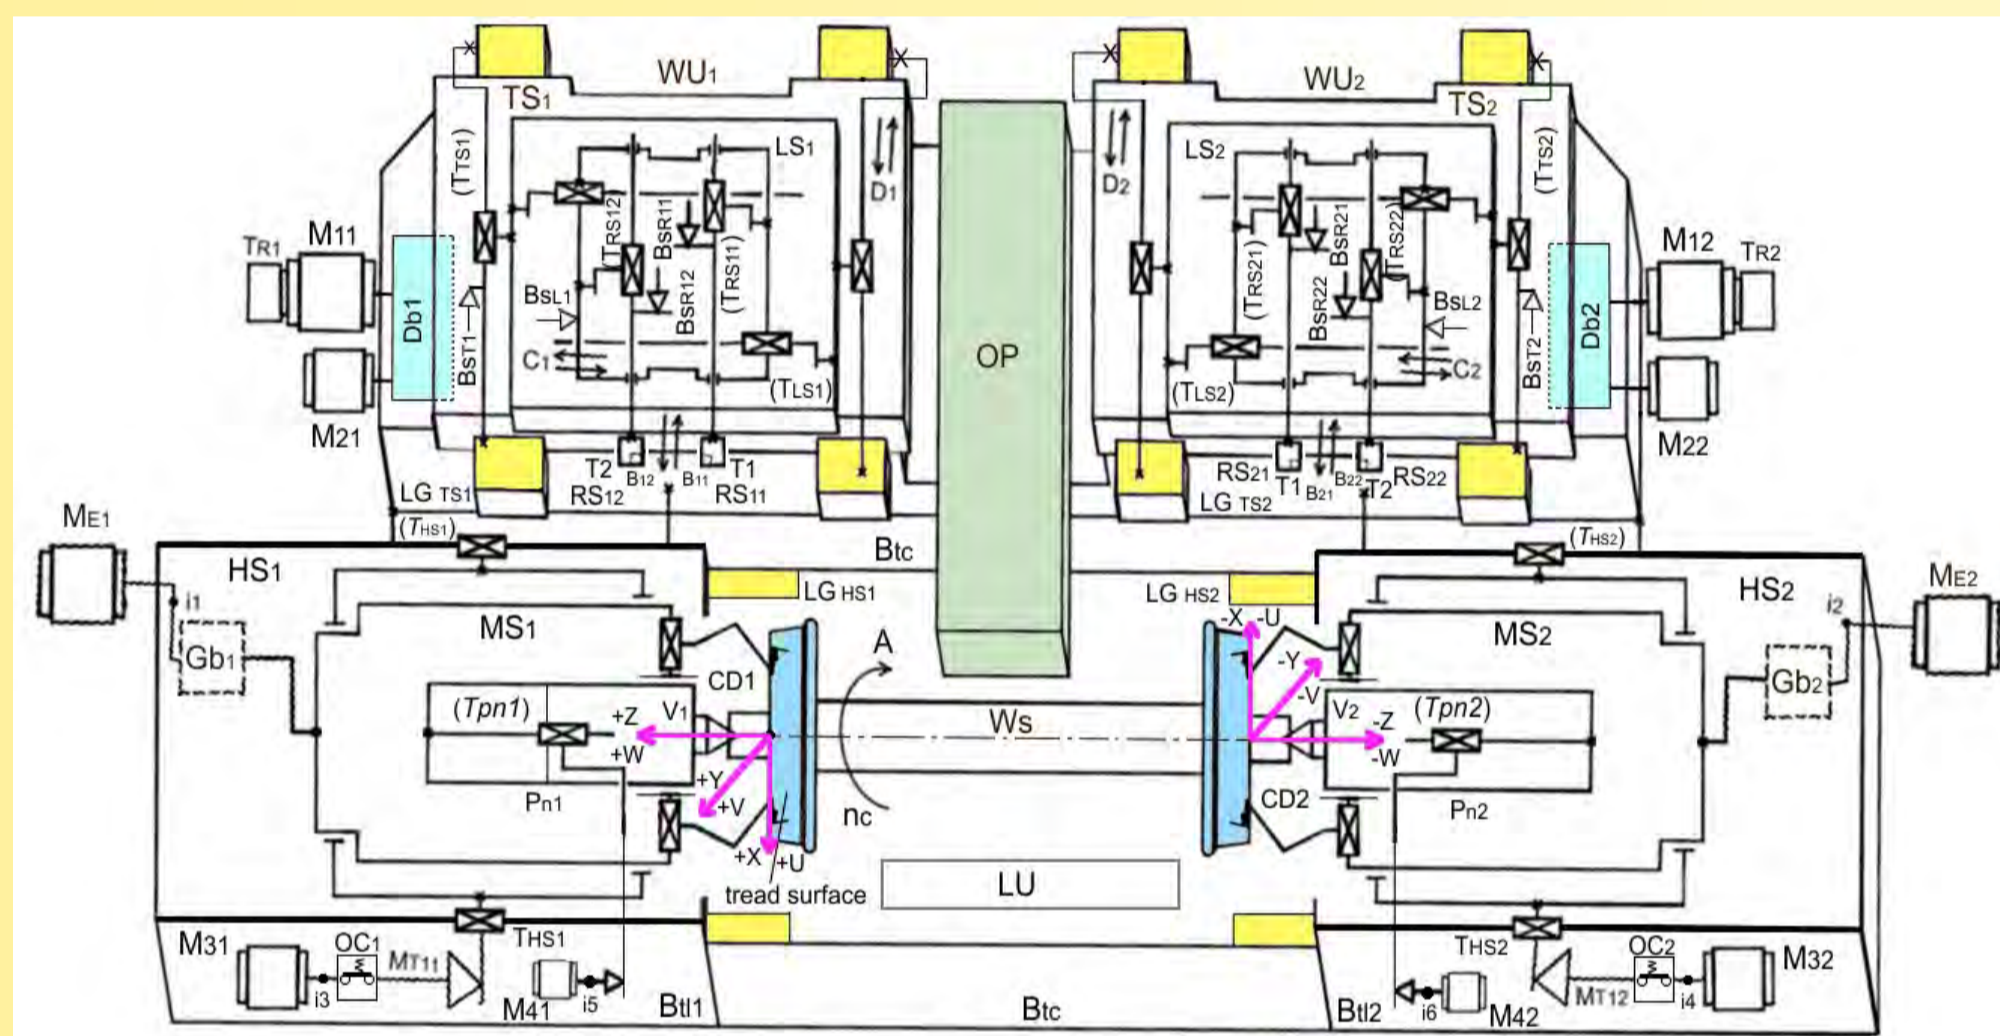 WU1
WU2
TS1
TS2
(TTS1)
LS1
D1
D2
LS2
(TTS2)
TR1
M11
(TRS12)
BSR11
BSR12
(TRS11)
BSL1
C1
(TLS1)
Db1
BST1
OP
(TRS21)
BSR21
BSR22
(TRS22)
BSL2
C2
(TLS2)
BST2
Db2
M12
TR2
M21
M22
T2 B12 B11 T1
RS12 RS11
RS21 T1 B21 B22 T2 RS22
LG TS1
LG TS2
ME1
(THS1)
Btc
(THS2)
ME2
HS1
LG HS1
LG HS2
HS2
i1
i2
Gb1
MS1
CD1
A
-X -U
-Y
-V
MS2
Gb2
(Tpn1)
+Z
+W
V1
Ws
V2
-Z
-W
(Tpn2)
+Y
+V
Pn1
nc
CD2
Pn2
+X +U
tread surface
LU
M31
OC1
MT11
THS1
i3
M41
i5
Btl1
Btc
Btl2
i6
M42
THS2
MT12
OC2
i4
M32